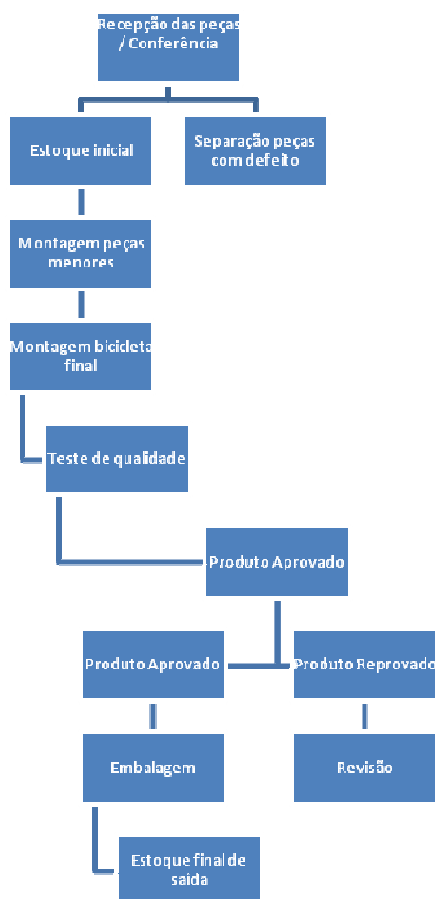 Recepção das peças
/ Conferência
Estoque inicial
Separação peças
com defeito
Montagem peças
menores
Montagem bicicleta
final
Teste de qualidade
Produto Aprovado
Produto Aprovado
Produto Reprovado
Embalagem
Revisão
Estoque final de
saida